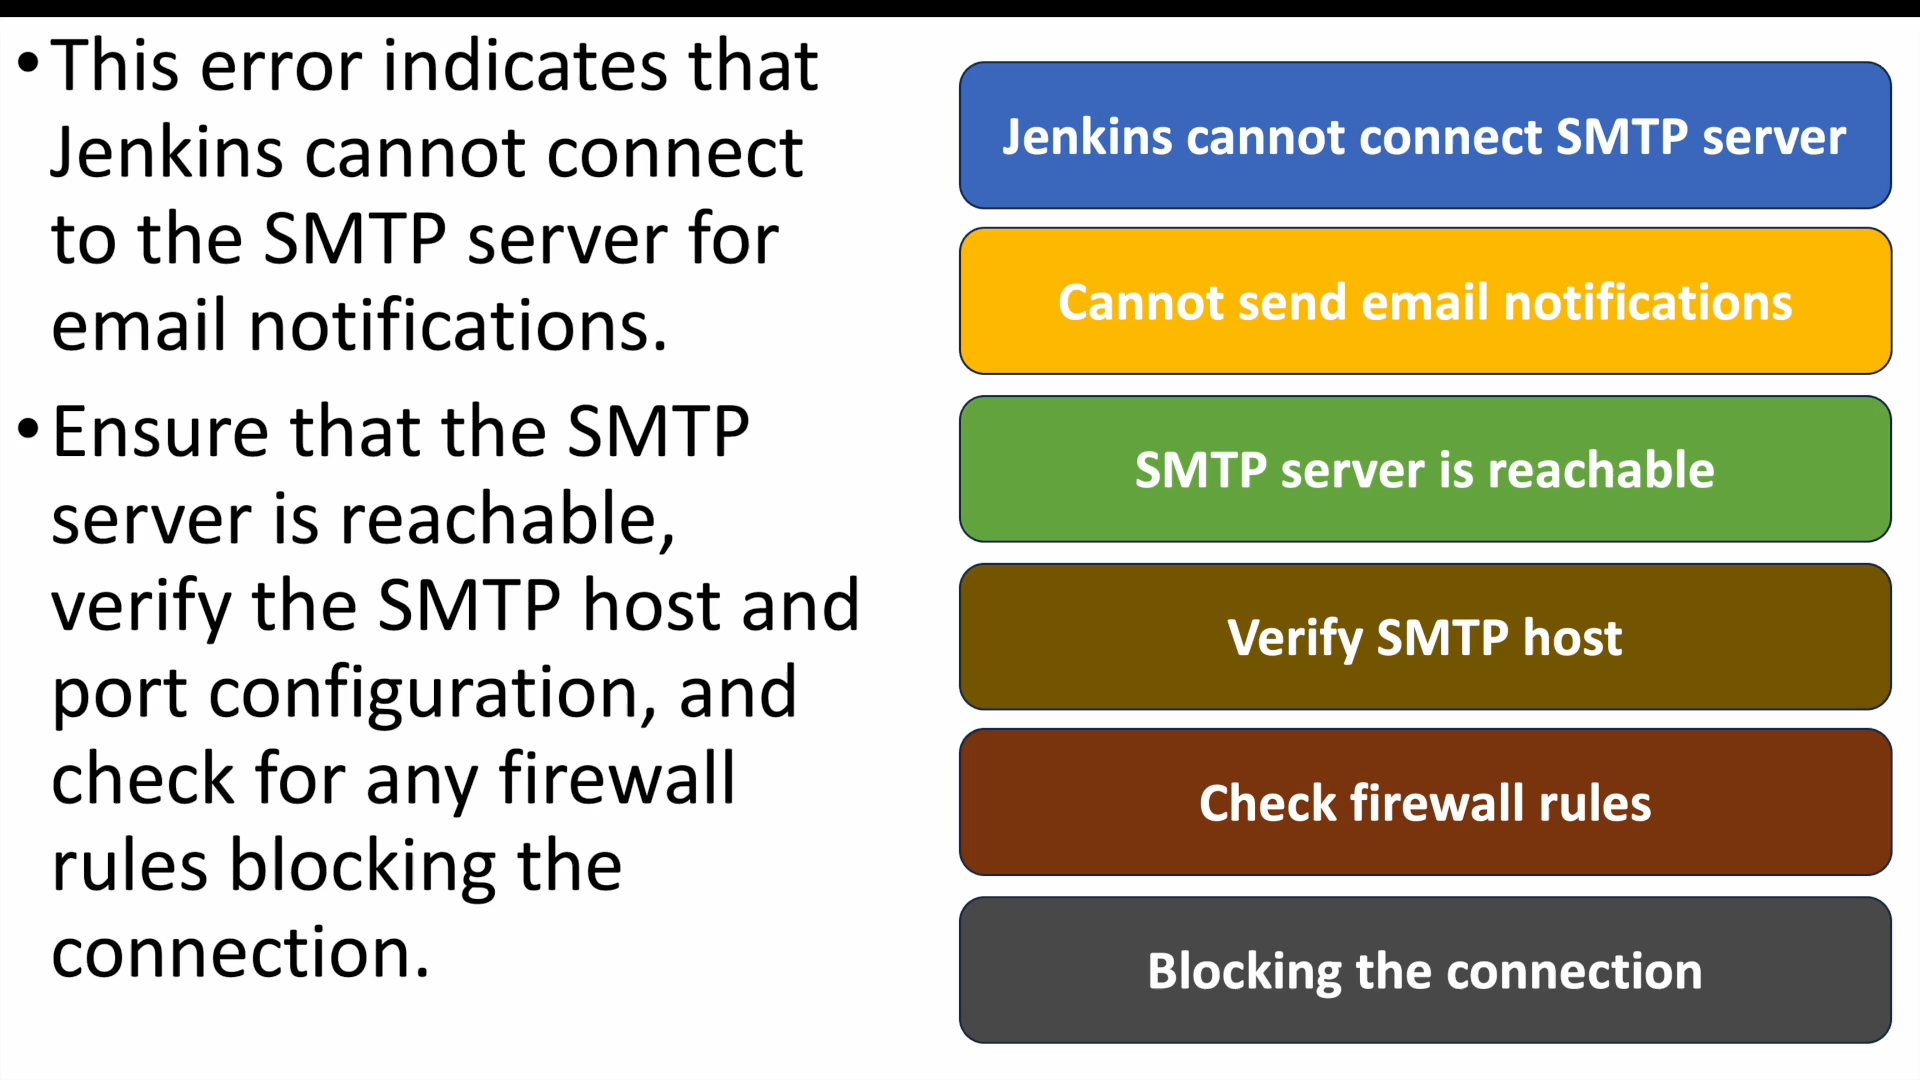 •This error indicates that
Jenkins cannot connect
to the SMTP server for
email notifications.
•Ensure that the SMTP
server is reachable,
verify the SMTP host and
port configuration, and
check for any firewall
rules blocking the
connection.
Jenkins cannot connect SMTP server
Cannot send email notifications
SMTP server is reachable
Verify SMTP host
Check firewall rules
Blocking the connection